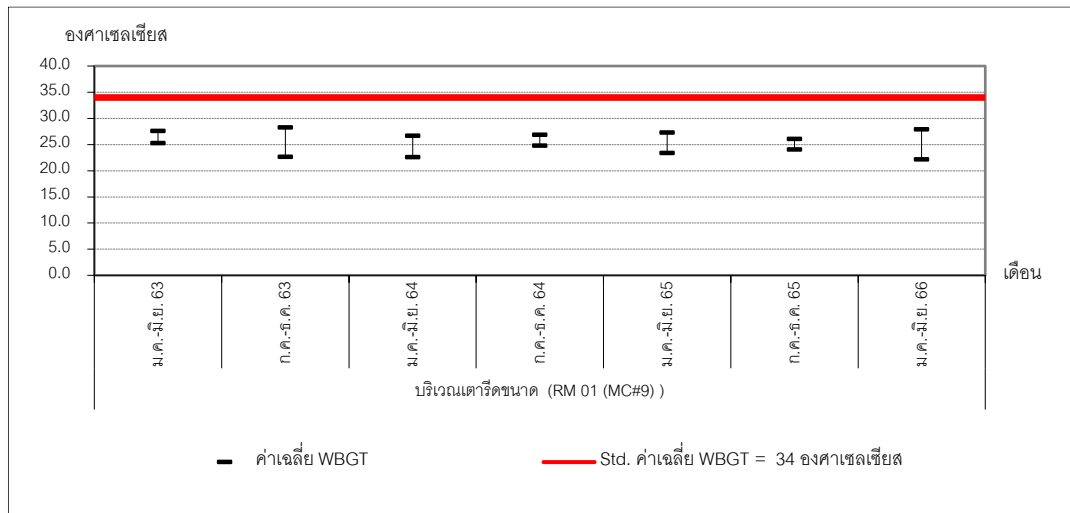 องศาเซลเซียส
40.0
35.0
30.0
25.0
20.0
15.0
10.0
5.0
0.0
เดือน
ม.ค.-มิ.ย. 63
ก.ค.-ธ.ค. 63
ม.ค.-มิ.ย. 64
ก.ค.-ธ.ค. 64
ม.ค.-มิ.ย. 65
ก.ค.-ธ.ค. 65
ม.ค.-มิ.ย. 66
บริเวณเตารีดขนาด (RM 01 (MC#9) )
ค่าเฉลี่ย WBGT
Std. ค่าเฉลี่ย WBGT = 34 องศาเซลเซียส